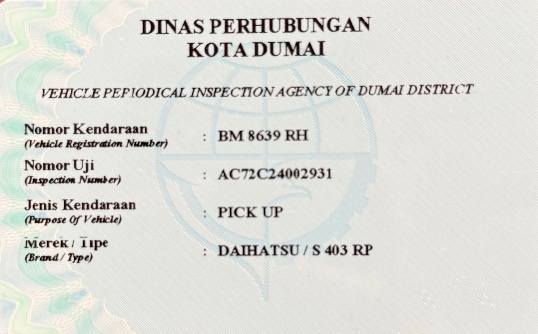 DINAS PERHUBUNGAN
KOTA DUMAI
VEHICLE PERIODICAL INSPECTION AGENCY OF DUMAI DISTRICT
Nomor Kendaraan : BM 8639 RH
(Vehicle Registration Number)
Nomor Uji : AC72C24002931
(Inspection Number)
Jenis Kendaraan : PICK UP
(Purpose Of Vehicle)
Merek / Tipe : DAIHATSU / S 403 RP
(Brand / Type)